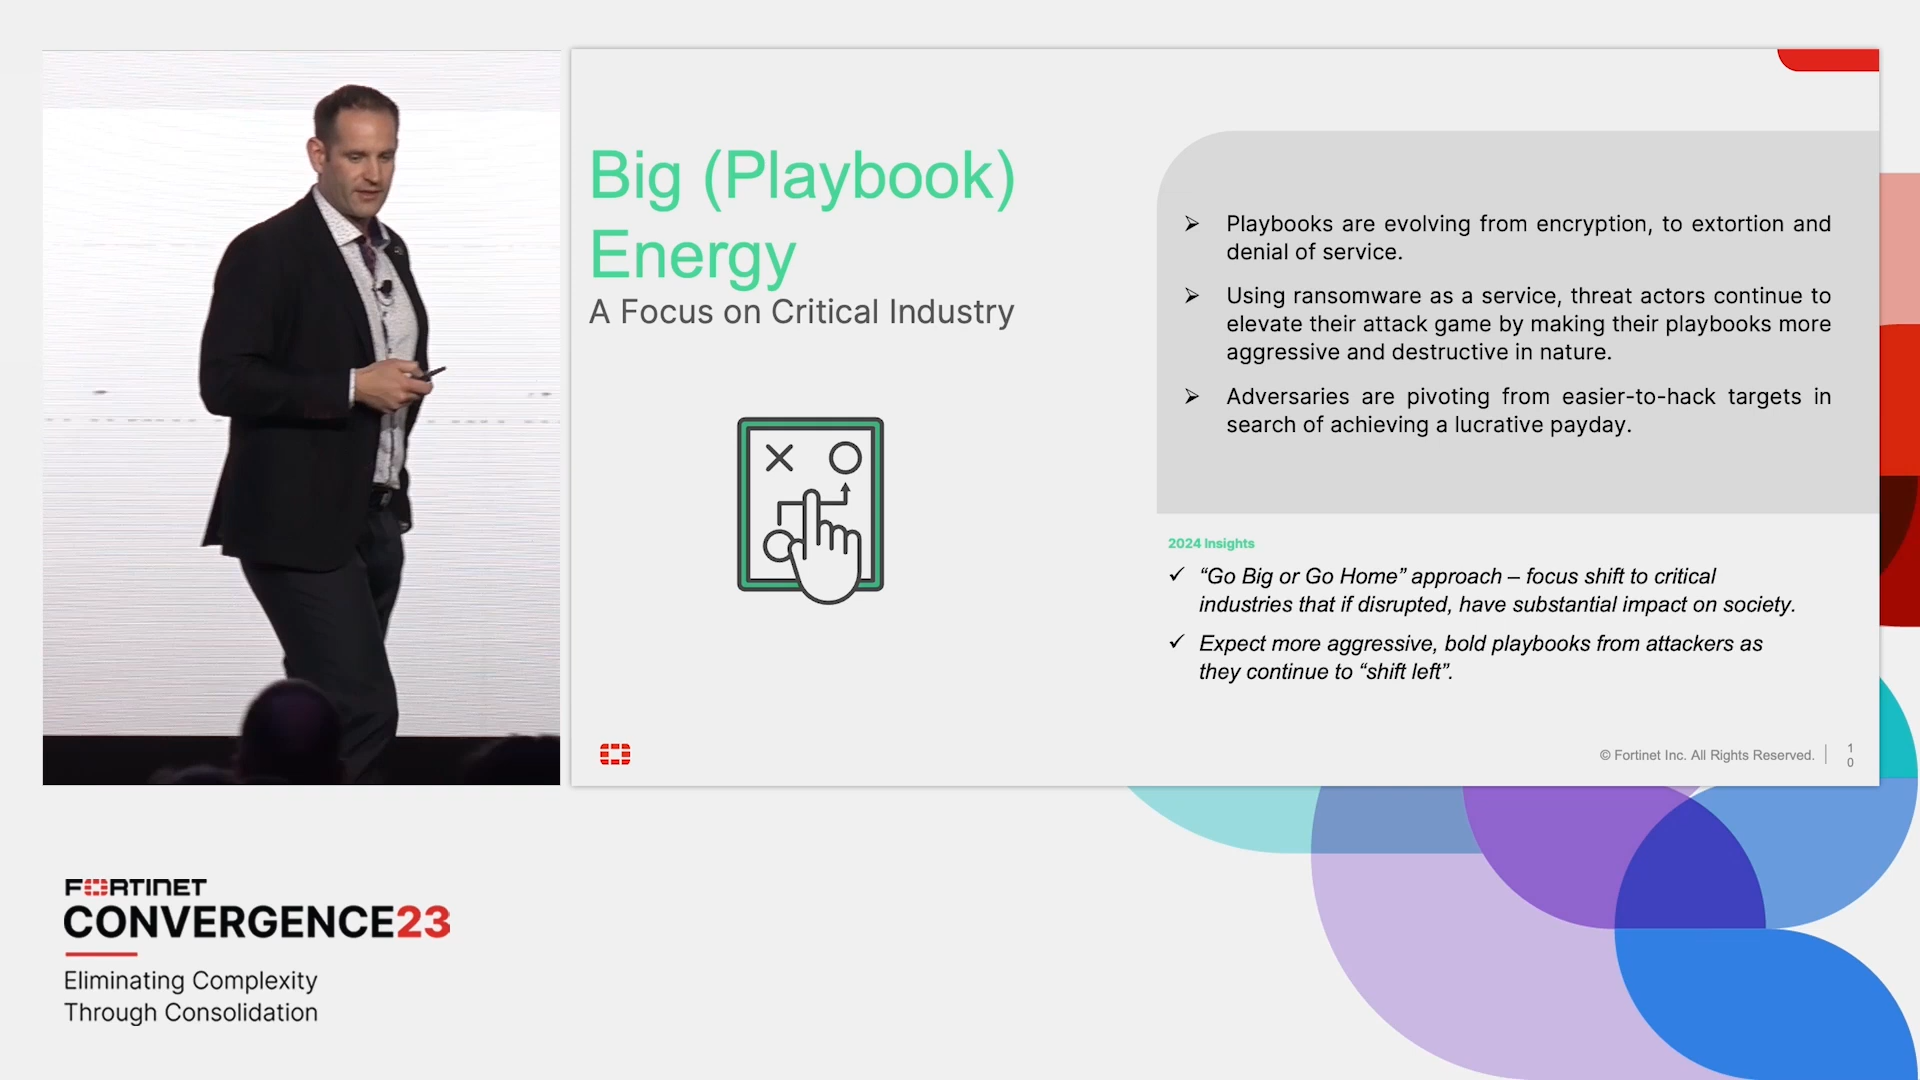 Big (Playbook)
Energy
A Focus on Critical Industry
Playbooks are evolving from encryption, to extortion and
denial of service.
Using ransomware as a service, threat actors continue to
elevate their attack game by making their playbooks more
aggressive and destructive in nature.
Adversaries are pivoting from easier-to-hack targets in
search of achieving a lucrative payday.
2024 Insights
“Go Big or Go Home” approach – focus shift to critical
industries that if disrupted, have substantial impact on society.
Expect more aggressive, bold playbooks from attackers as
they continue to “shift left”.
© Fortinet Inc. All Rights Reserved.
1
0
FORTINET
CONVERGENCE23
Eliminating Complexity
Through Consolidation